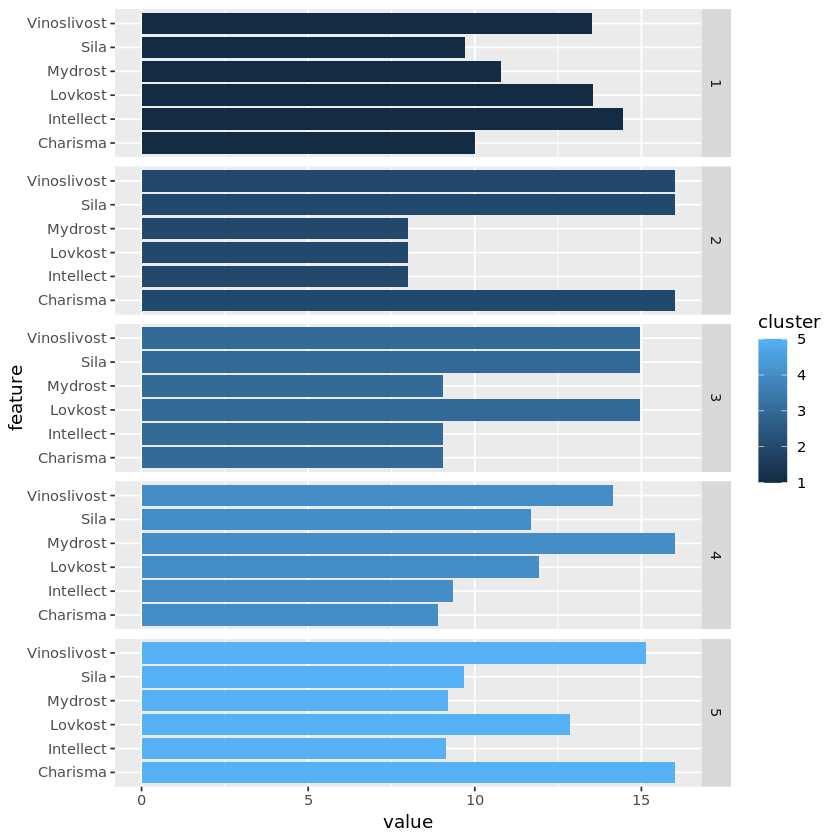 Vinoslivost
Sila
Mydrost
Lovkost
Intellect
Charisma
1
Vinoslivost
Sila
Mydrost
Lovkost
Intellect
Charisma
2
Vinoslivost
Sila
Mydrost
Lovkost
Intellect
Charisma
3
Vinoslivost
Sila
Mydrost
Lovkost
Intellect
Charisma
4
Vinoslivost
Sila
Mydrost
Lovkost
Intellect
Charisma
5
feature
0 5 10 15
value
cluster
5
4
3
2
1